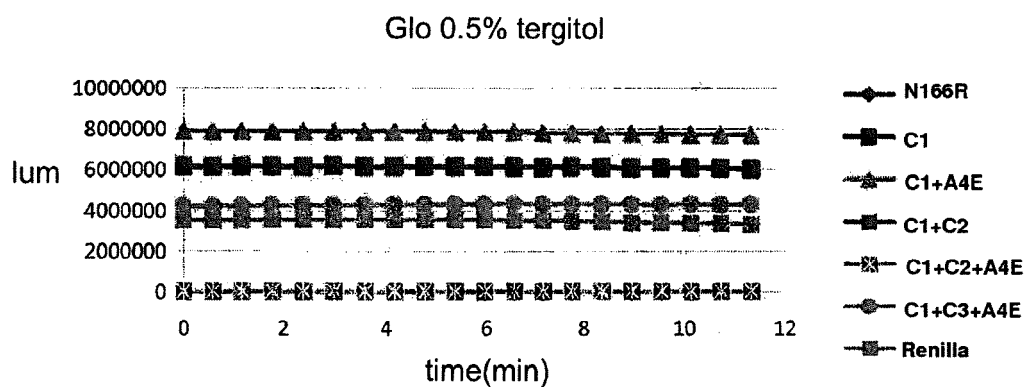 Glo 0.5% tergitol
10000000
8000000
6000000
4000000
2000000
0
lum
0 2 4 6 8 10 12
time(min)
N166R
C1
C1+A4E
C1+C2
C1+C2+A4E
C1+C3+A4E
Renilla